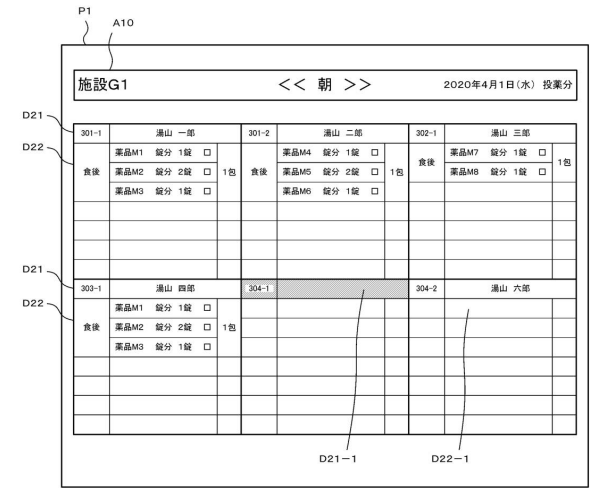 P1
A10
施設G1 << 朝 >> 2020年4月1日(水) 投薬分
D21
301-1 湯山 一郎 301-2 湯山 二郎 302-1 湯山 三郎
D22
薬品M1 錠分 1錠 □ 薬品M4 錠分 1錠 □ 薬品M7 錠分 1錠 □
食後 薬品M2 錠分 2錠 □ 1包 食後 薬品M5 錠分 2錠 □ 1包 食後 薬品M8 錠分 1錠 □ 1包
薬品M3 錠分 1錠 □ 薬品M6 錠分 1錠 □
D21
303-1 湯山 四郎 304-1 304-2 湯山 六郎
D22
薬品M1 錠分 1錠 □
食後 薬品M2 錠分 2錠 □ 1包
薬品M3 錠分 1錠 □
D21-1 D22-1